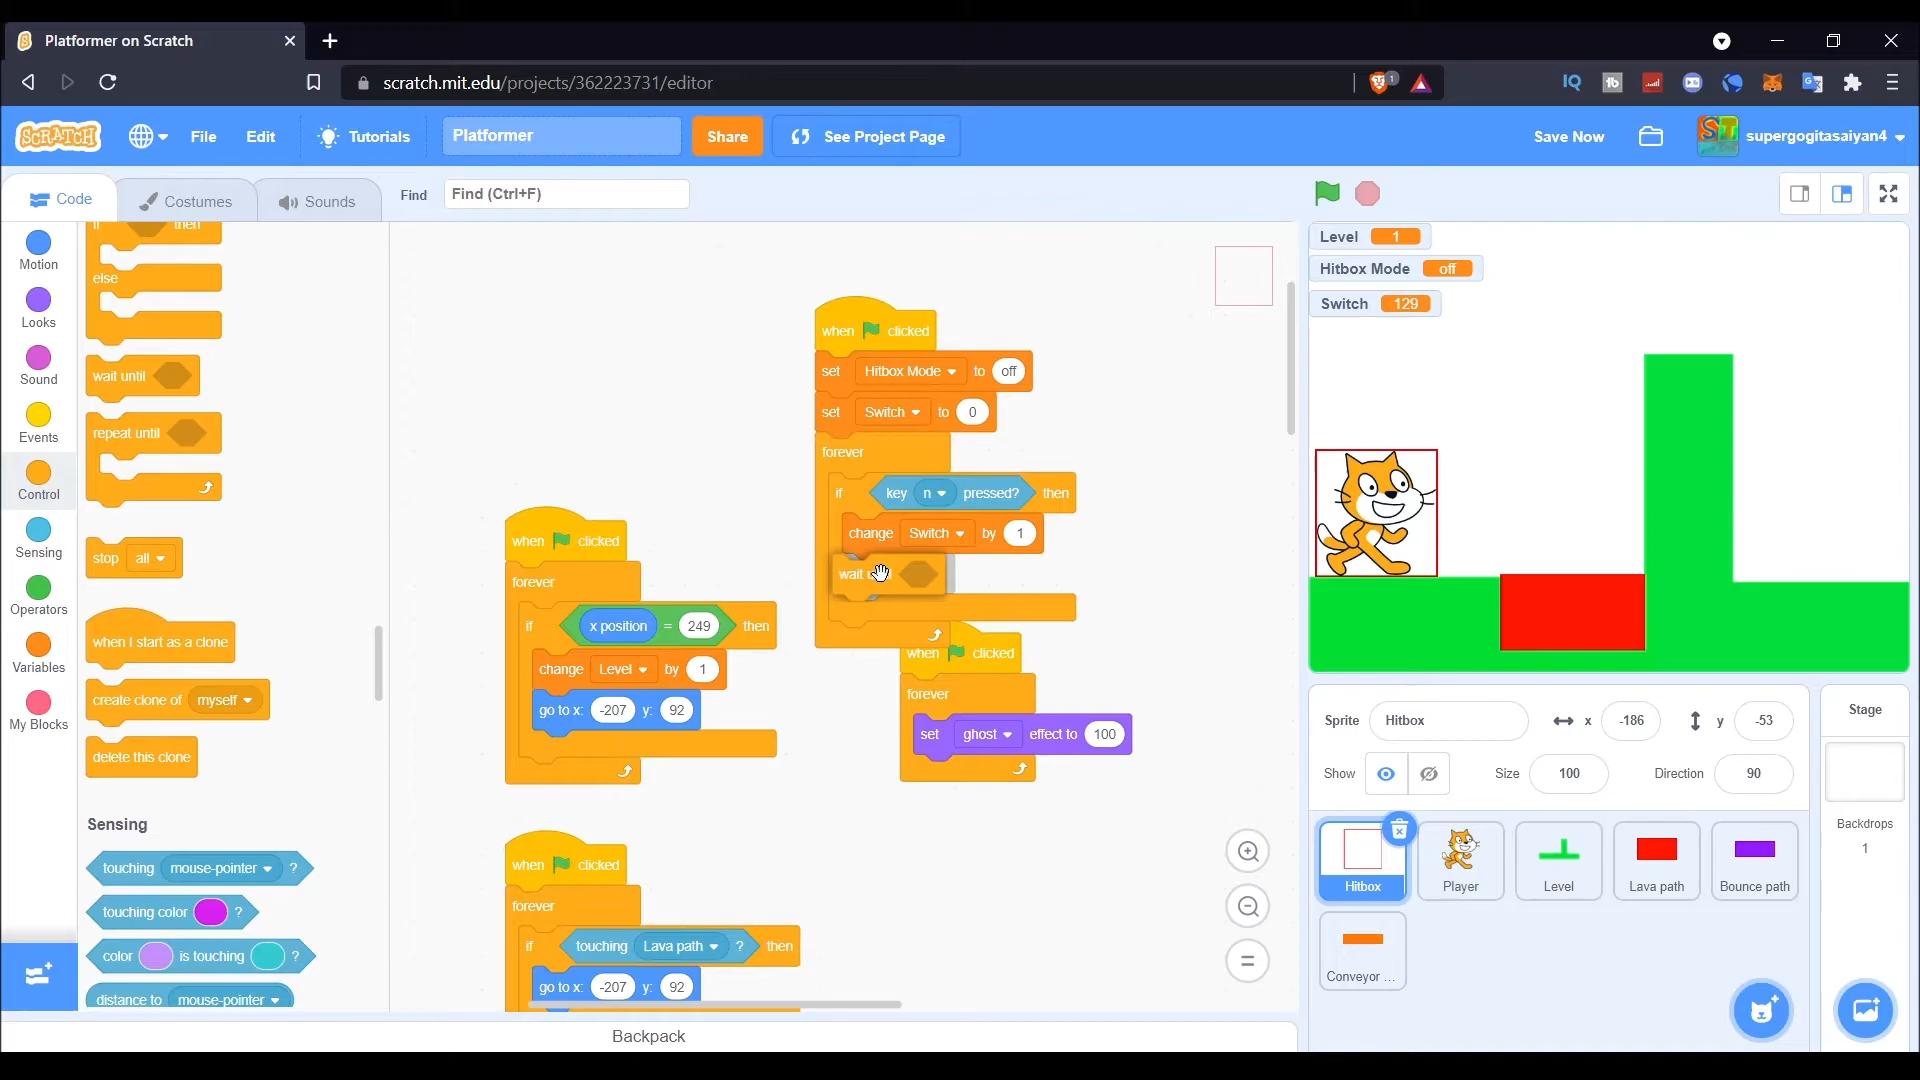 Platformer on Scratch
scratch.mit.edu/projects/362223731/editor
1
SCRATCH
File
Edit
Tutorials
Platformer
Share
See Project Page
Save Now
supergogitasaiyan4
Code
Costumes
Sounds
Find
Find (Ctrl+F)
Motion
Looks
Sound
Events
Control
Sensing
Operators
Variables
My Blocks
if then
else
wait until
repeat until
stop all
when I start as a clone
create clone of myself
delete this clone
Sensing
touching mouse-pointer ?
touching color ?
color is touching ?
distance to mouse-pointer
when clicked
forever
if x position = 249 then
change Level by 1
go to x: -207 y: 92
when clicked
forever
if touching Lava path ? then
go to x: -207 y: 92
when clicked
set Hitbox Mode to off
set Switch to 0
forever
if key n pressed? then
change Switch by 1
wait
when clicked
forever
set ghost effect to 100
Backpack
Level 1
Hitbox Mode off
Switch 129
Sprite Hitbox x -186 y -53
Show Size 100 Direction 90
Hitbox
Player
Level
Lava path
Bounce path
Conveyor ...
Stage
Backdrops
1